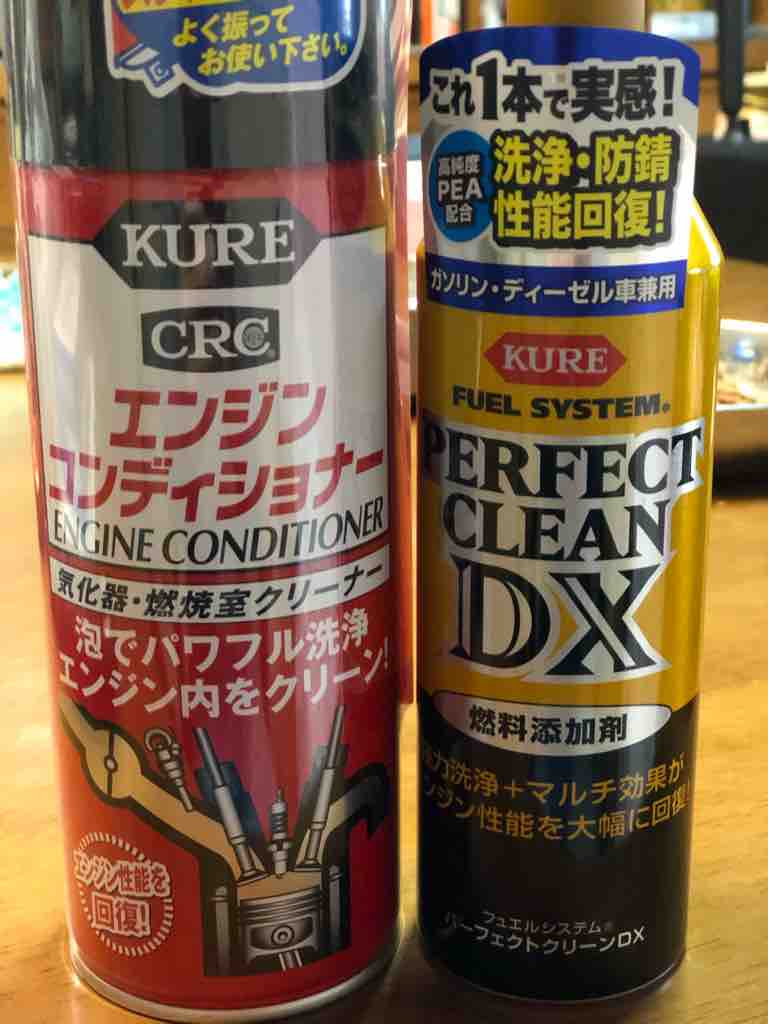 よく振って
お使い下さい。
KURE
CRC
エンジン
コンディショナー
ENGINE CONDITIONER
気化器・燃焼室クリーナー
泡でパワフル洗浄
エンジン内をクリーン!
エンジン性能を
回復!
これ1本で実感!
高純度
PEA
配合
洗浄・防錆
性能回復!
ガソリン・ディーゼル車兼用
KURE
FUEL SYSTEM®
PERFECT
CLEAN
DX
燃料添加剤
強力洗浄+マルチ効果が
エンジン性能を大幅に回復!
フュエルシステム®
パーフェクトクリーンDX